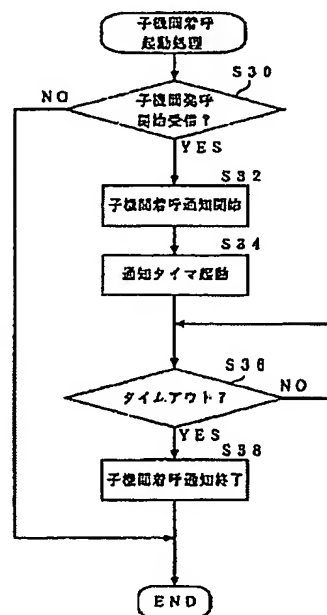 子機間着呼
起動処理
S30
NO
子機間発呼
開始受信?
YES
S32
子機間着呼通知開始
S34
通知タイマ起動
S36
タイムアウト?
NO
YES
S38
子機間着呼通知終了
END